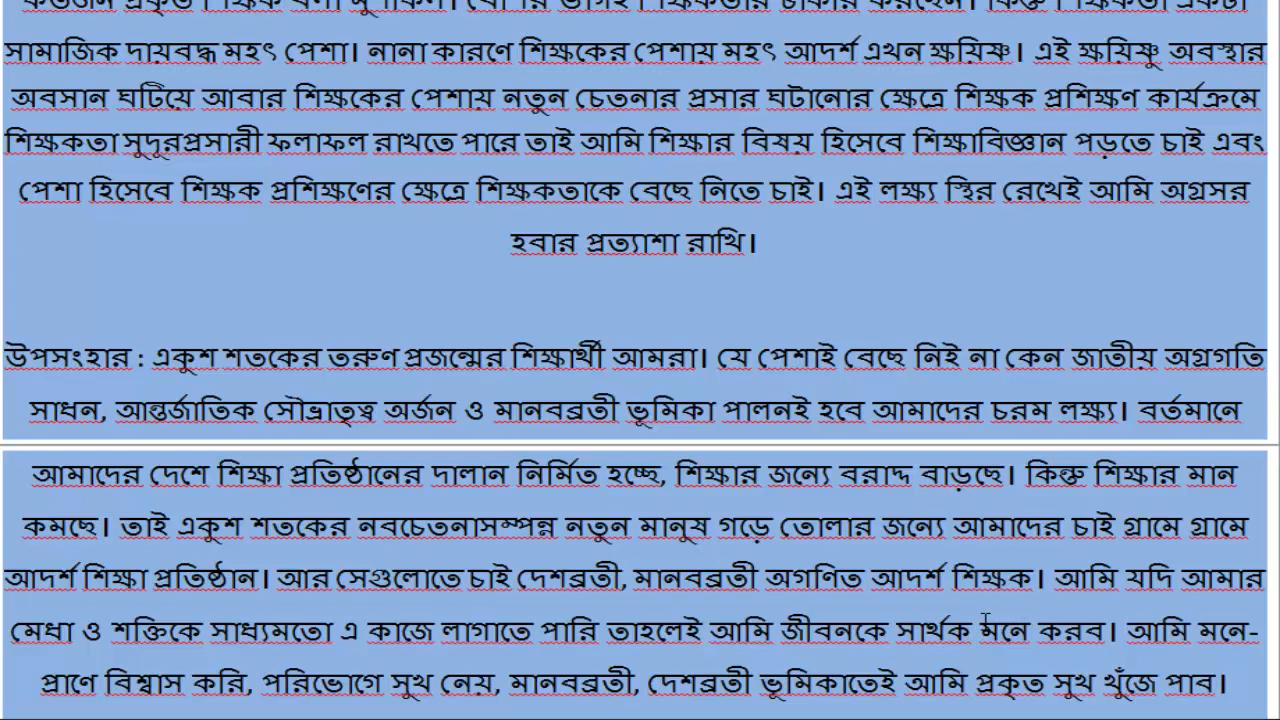 সামাজিক দায়বদ্ধ মহৎ পেশা। নানা কারণে শিক্ষকের পেশায় মহৎ আদর্শ এখন ক্ষয়িষ্ণ। এই ক্ষয়িষ্ণু অবস্থার
অবসান ঘটিয়ে আবার শিক্ষকের পেশায় নতুন চেতনার প্রসার ঘটানোর ক্ষেত্রে শিক্ষক প্রশিক্ষণ কার্যক্রমে
শিক্ষকতা সুদূরপ্রসারী ফলাফল রাখতে পারে তাই আমি শিক্ষার বিষয় হিসেবে শিক্ষাবিজ্ঞান পড়তে চাই এবং
পেশা হিসেবে শিক্ষক প্রশিক্ষণের ক্ষেত্রে শিক্ষকতাকে বেছে নিতে চাই। এই লক্ষ্য স্থির রেখেই আমি অগ্রসর
হবার প্রত্যাশা রাখি।
উপসংহার : একুশ শতকের তরুণ প্রজন্মের শিক্ষার্থী আমরা। যে পেশাই বেছে নিই না কেন জাতীয় অগ্রগতি
সাধন, আন্তর্জাতিক সৌভ্রাতৃত্ব অর্জন ও মানবব্রতী ভূমিকা পালনই হবে আমাদের চরম লক্ষ্য। বর্তমানে
আমাদের দেশে শিক্ষা প্রতিষ্ঠানের দালান নির্মিত হচ্ছে, শিক্ষার জন্যে বরাদ্দ বাড়ছে। কিন্তু শিক্ষার মান
কমছে। তাই একুশ শতকের নবচেতনাসম্পন্ন নতুন মানুষ গড়ে তোলার জন্যে আমাদের চাই গ্রামে গ্রামে
আদর্শ শিক্ষা প্রতিষ্ঠান। আর সেগুলোতে চাই দেশব্রতী, মানবব্রতী অগণিত আদর্শ শিক্ষক। আমি যদি আমার
মেধা ও শক্তিকে সাধ্যমতো এ কাজে লাগাতে পারি তাহলেই আমি জীবনকে সার্থক মনে করব। আমি মনে-
প্রাণে বিশ্বাস করি, পরিভোগে সুখ নেয়, মানবব্রতী, দেশব্রতী ভূমিকাতেই আমি প্রকৃত সুখ খুঁজে পাব।